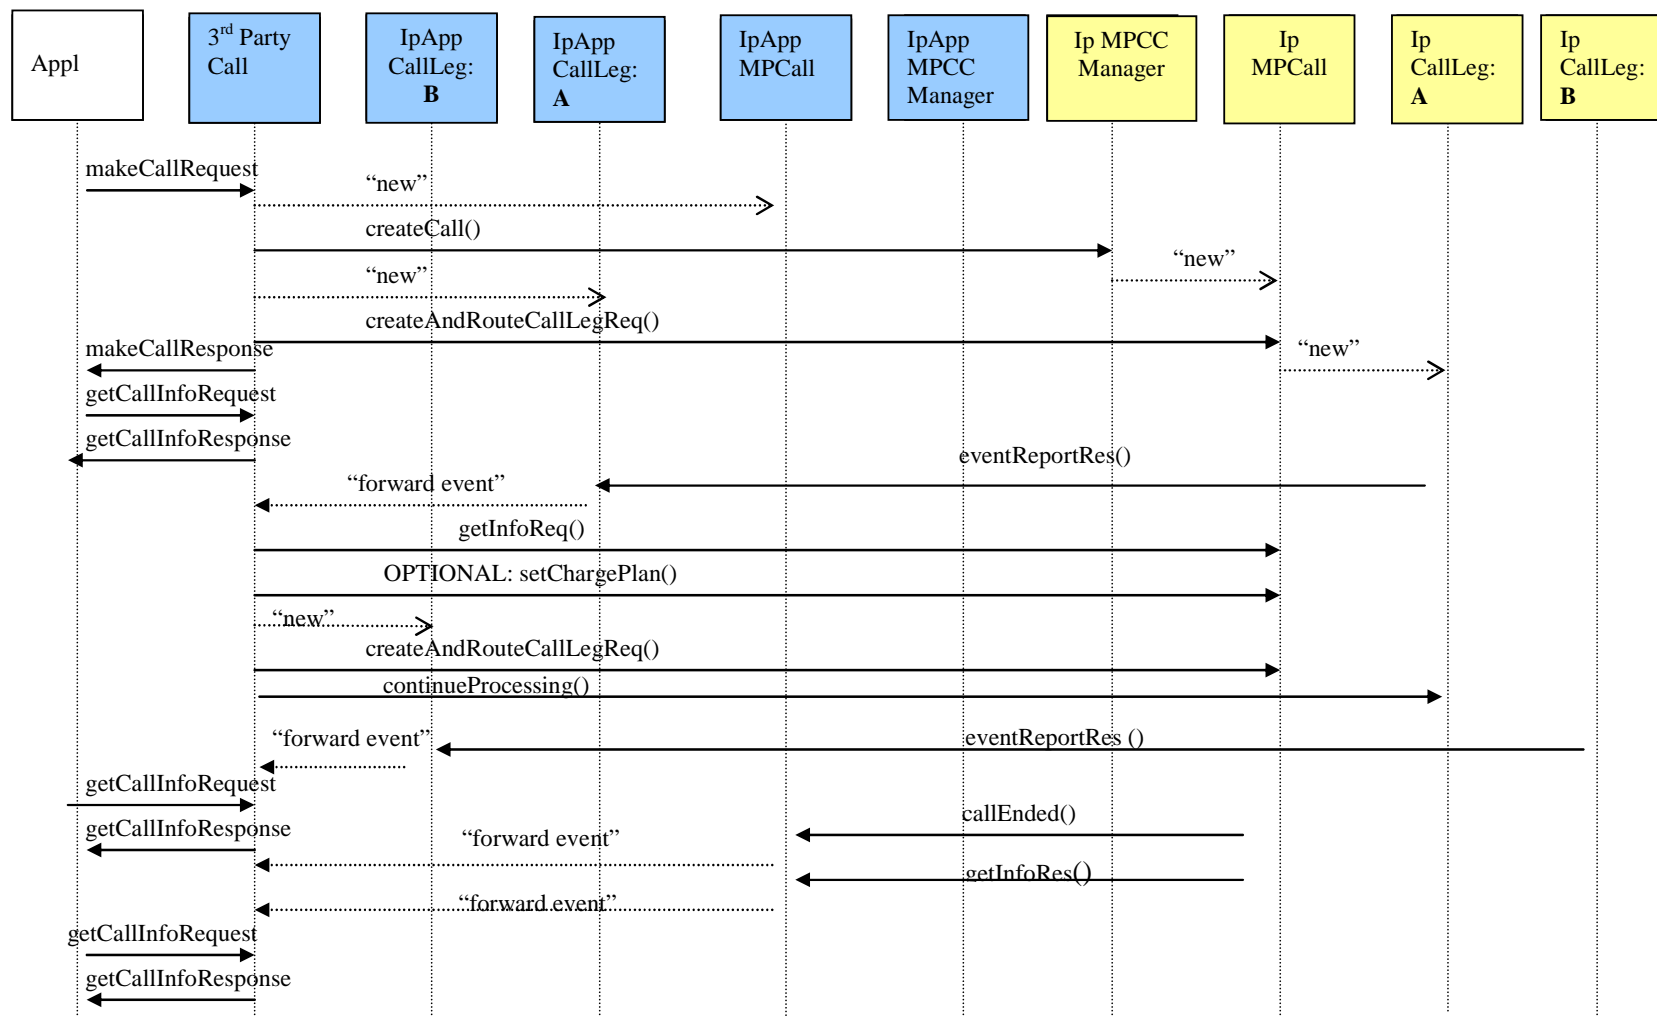 Appl
3rd Party
Call
IpApp
CallLeg:
B
IpApp
CallLeg:
A
IpApp
MPCall
IpApp
MPCC
Manager
Ip MPCC
Manager
Ip
MPCall
Ip
CallLeg:
A
Ip
CallLeg:
B
makeCallRequest
“new”
createCall()
“new”
“new”
createAndRouteCallLegReq()
makeCallResponse
“new”
getCallInfoRequest
getCallInfoResponse
eventReportRes()
“forward event”
getInfoReq()
OPTIONAL: setChargePlan()
“new”
createAndRouteCallLegReq()
continueProcessing()
“forward event”
eventReportRes ()
getCallInfoRequest
callEnded()
getCallInfoResponse
“forward event”
getInfoRes()
“forward event”
getCallInfoRequest
getCallInfoResponse